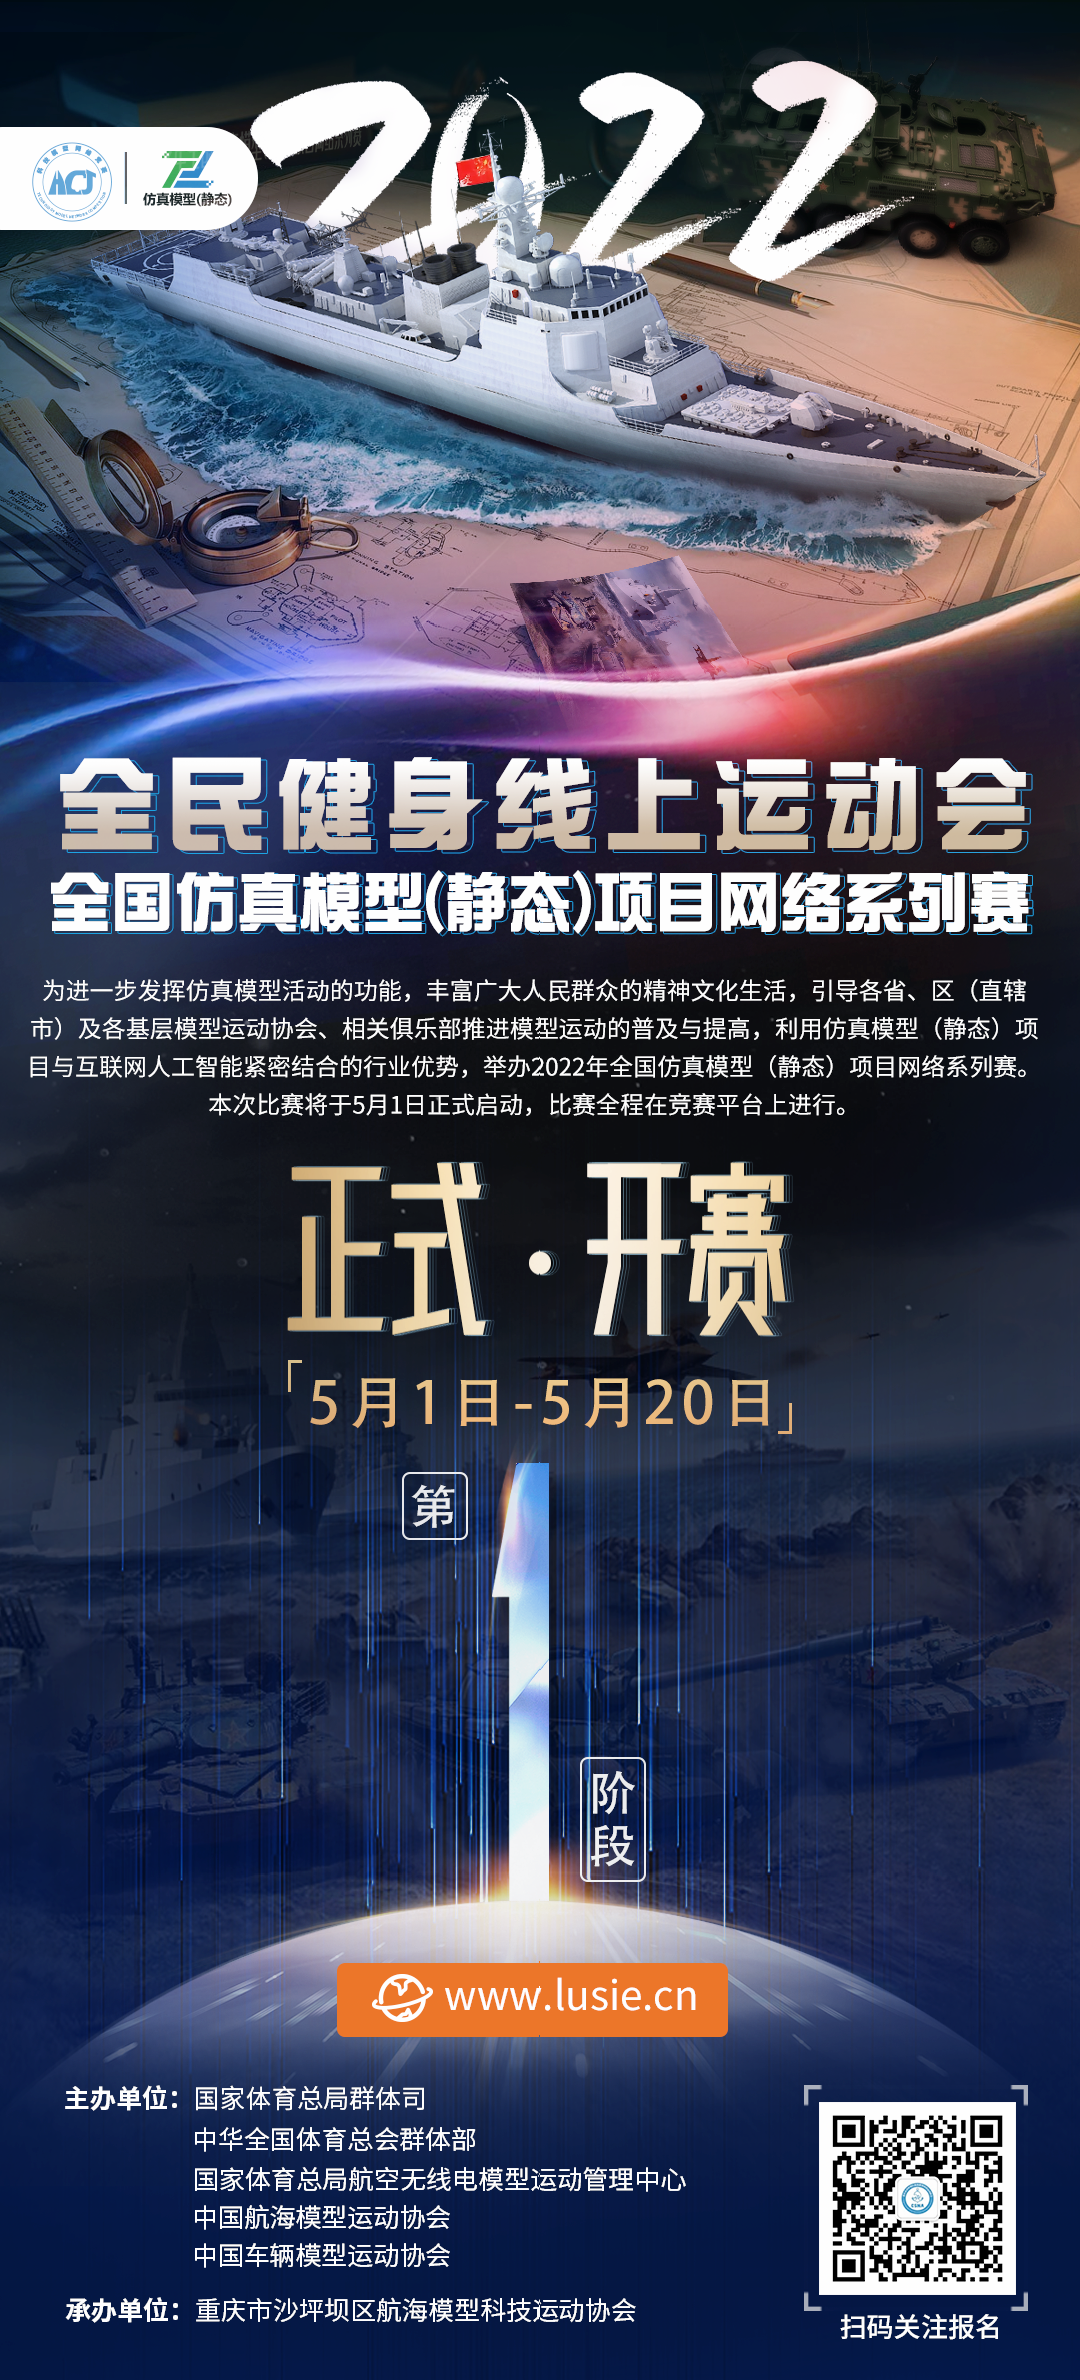 2022
ACT
仿真模型(静态)
全民健身线上运动会
全国仿真模型(静态)项目网络系列赛
为进一步发挥仿真模型活动的功能，丰富广大人民群众的精神文化生活，引导各省、区（直辖
市）及各基层模型运动协会、相关俱乐部推进模型运动的普及与提高，利用仿真模型（静态）项
目与互联网人工智能紧密结合的行业优势，举办2022年全国仿真模型（静态）项目网络系列赛。
本次比赛将于5月1日正式启动，比赛全程在竞赛平台上进行。
正式·开赛
「5月1日-5月20日」
第
1
阶段
www.lusie.cn
主办单位：国家体育总局群体司
中华全国体育总会群体部
国家体育总局航空无线电模型运动管理中心
中国航海模型运动协会
中国车辆模型运动协会
承办单位：重庆市沙坪坝区航海模型科技运动协会
扫码关注报名